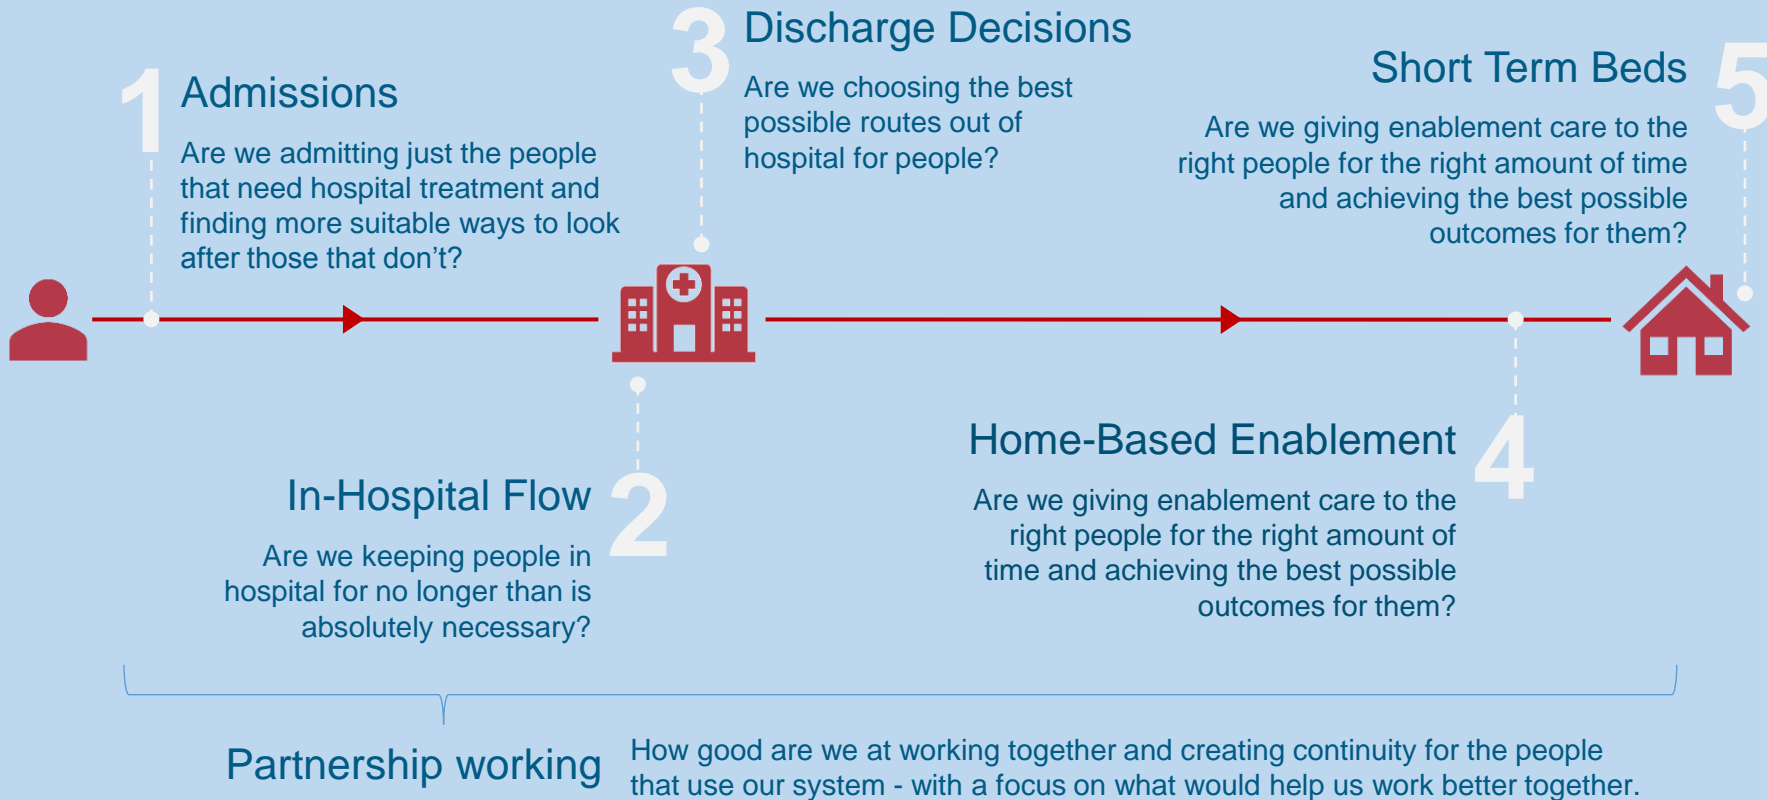 1
Admissions
Are we admitting just the people
that need hospital treatment and
finding more suitable ways to look
after those that don't?
2
In-Hospital Flow
Are we keeping people in
hospital for no longer than is
absolutely necessary?
3
Discharge Decisions
Are we choosing the best
possible routes out of
hospital for people?
4
Home-Based Enablement
Are we giving enablement care to the
right people for the right amount of
time and achieving the best possible
outcomes for them?
5
Short Term Beds
Are we giving enablement care to the
right people for the right amount of time
and achieving the best possible
outcomes for them?
Partnership working
How good are we at working together and creating continuity for the people
that use our system - with a focus on what would help us work better together.